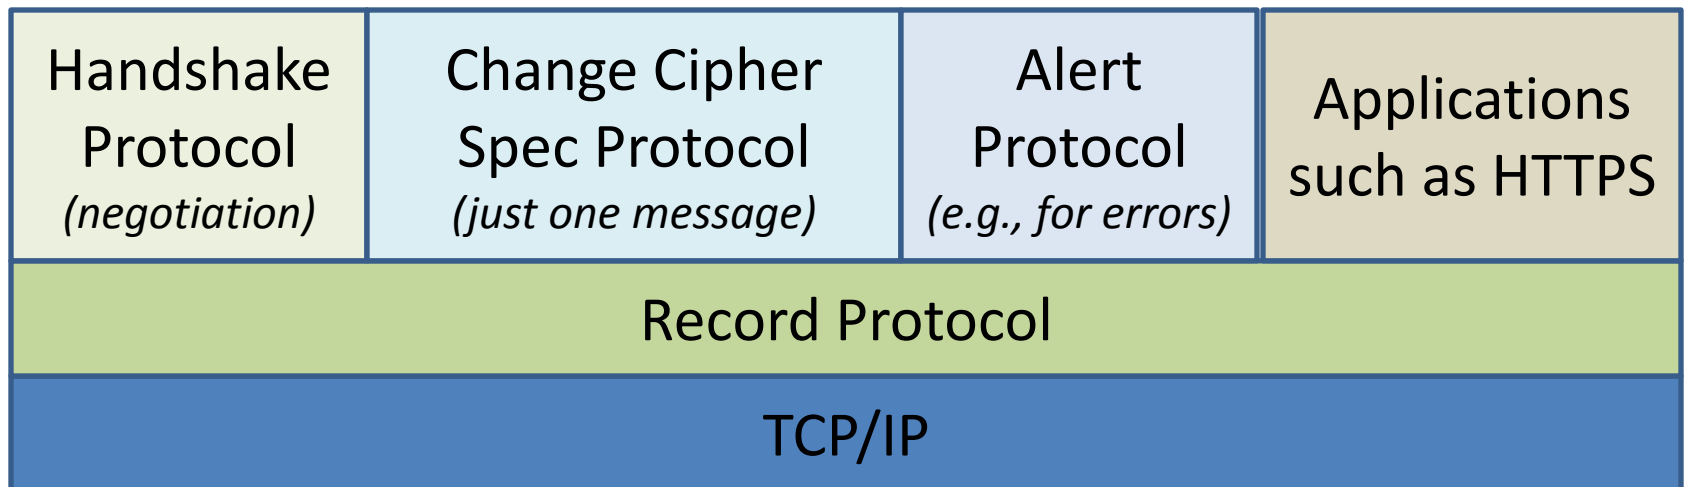 Handshake
Protocol
(negotiation)
Change Cipher
Spec Protocol
(just one message)
Alert
Protocol
(e.g., for errors)
Applications
such as HTTPS
Record Protocol
TCP/IP